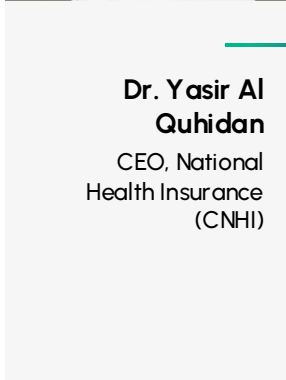 Dr. Yasir Al
Quhidan
CEO, National
Health Insurance
(CNHI)